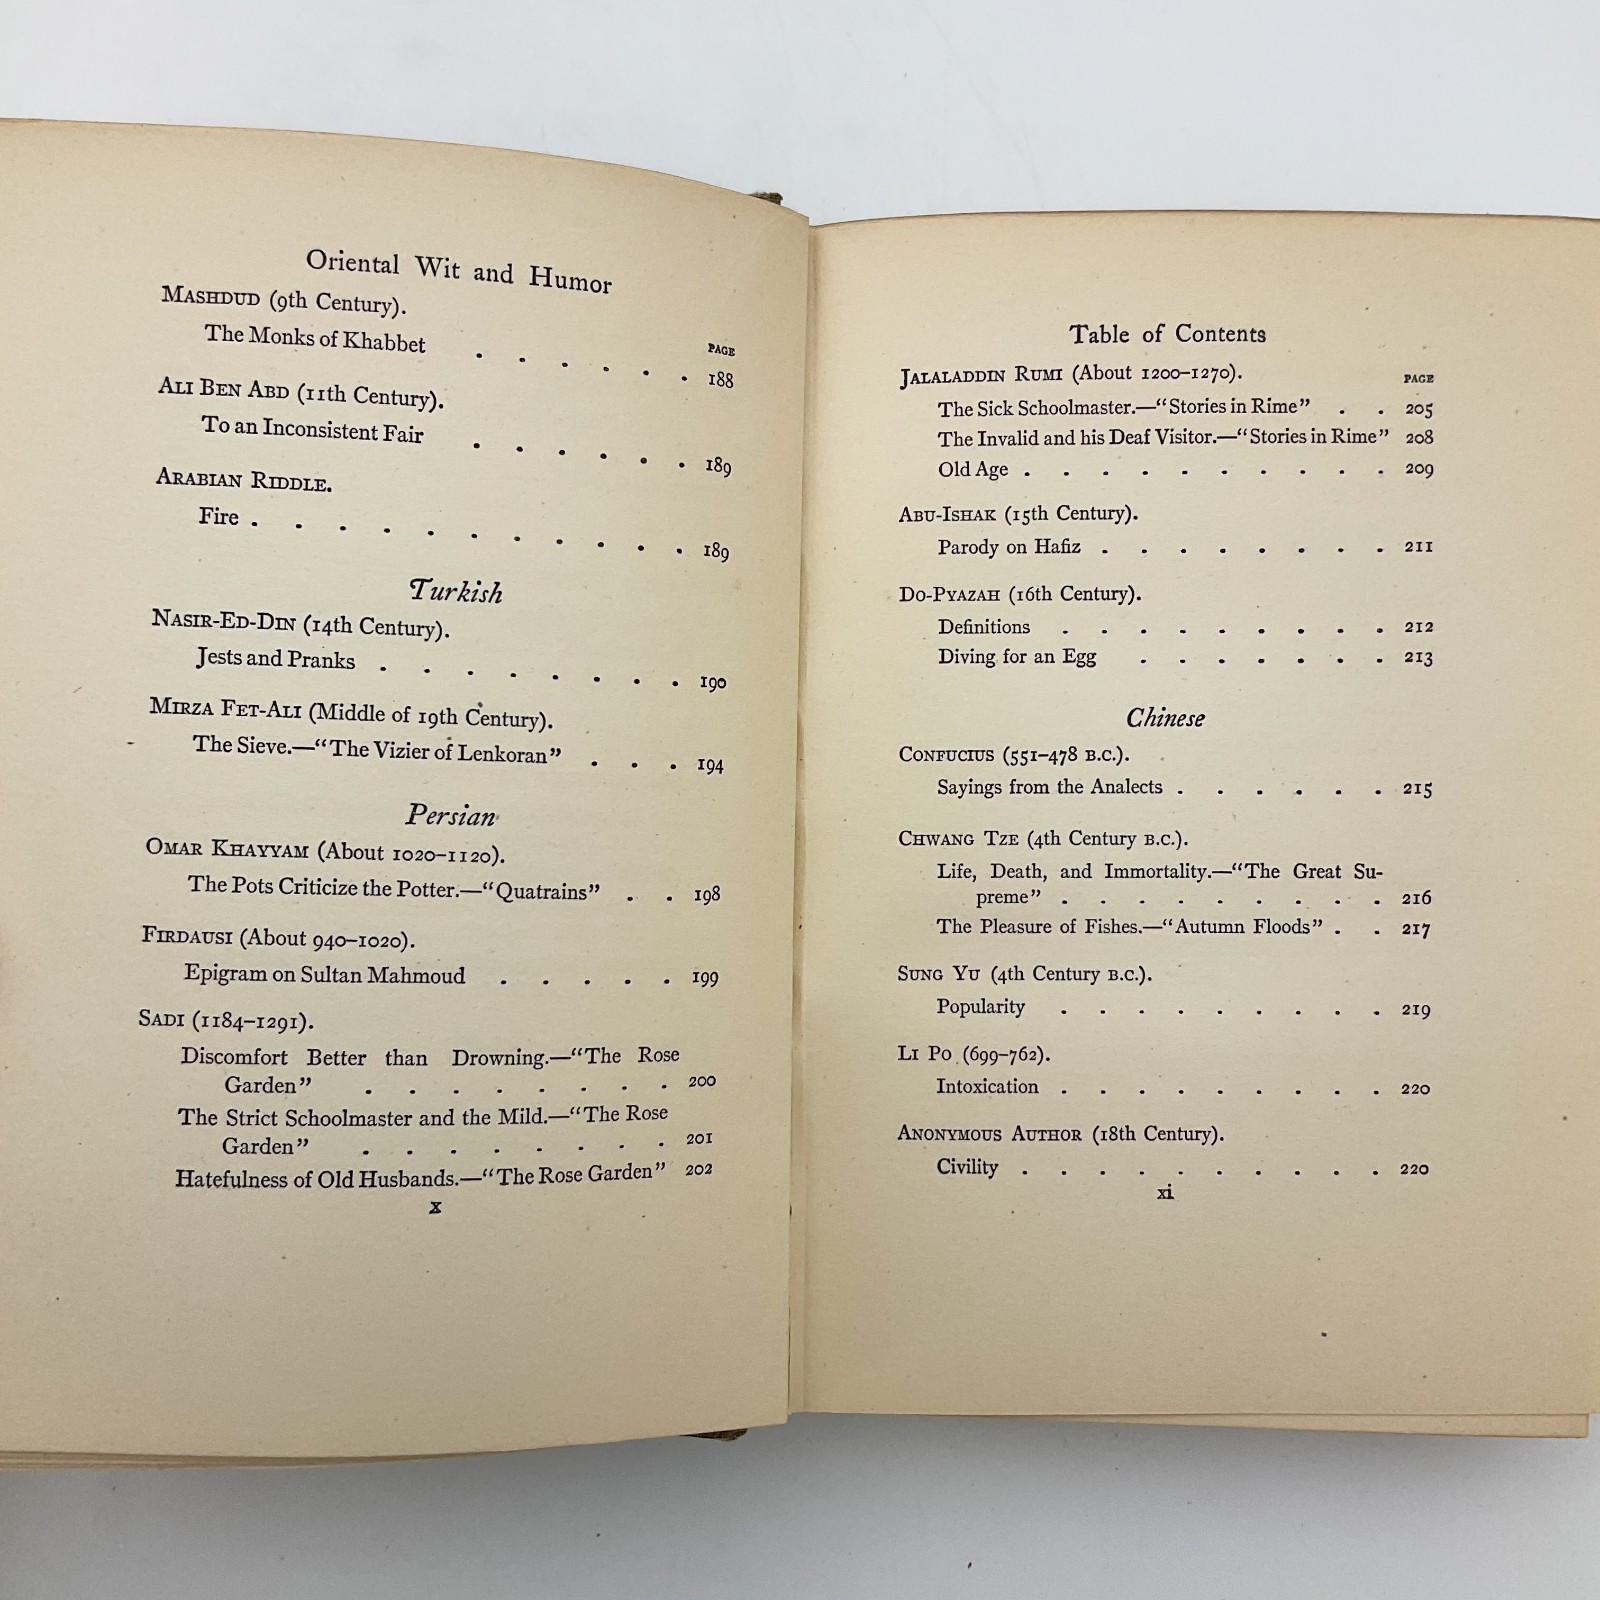 Oriental Wit and Humor
MASHDUD (9th Century).
PAGE
The Monks of Khabbet . . . . . . 188
ALI BEN ABD (11th Century).
To an Inconsistent Fair . . . . . . 189
ARABIAN RIDDLE.
Fire . . . . . . . . . . . 189
Turkish
NASIR-ED-DIN (14th Century).
Jests and Pranks . . . . . . . . 190
MIRZA FET-ALI (Middle of 19th Century).
The Sieve.—“The Vizier of Lenkoran” . . . 194
Persian
OMAR KHAYYAM (About 1020–1120).
The Pots Criticize the Potter.—“Quatrains” . . 198
FIRDAUSI (About 940–1020).
Epigram on Sultan Mahmoud . . . . . 199
SADI (1184–1291).
Discomfort Better than Drowning.—“The Rose
Garden” . . . . . . . . 200
The Strict Schoolmaster and the Mild.—“The Rose
Garden” . . . . . . . . 201
Hatefulness of Old Husbands.—“The Rose Garden” 202
x
Table of Contents
JALALADDIN RUMI (About 1200–1270).
PAGE
The Sick Schoolmaster.—“Stories in Rime” . . 205
The Invalid and his Deaf Visitor.—“Stories in Rime” 208
Old Age . . . . . . . . . . 209
ABU-ISHAK (15th Century).
Parody on Hafiz . . . . . . . . 211
DO-PYAZAH (16th Century).
Definitions . . . . . . . . . 212
Diving for an Egg . . . . . . . 213
Chinese
CONFUCIUS (551–478 B.C.).
Sayings from the Analects . . . . . . 215
CHWANG TZE (4th Century B.C.).
Life, Death, and Immortality.—“The Great Su-
preme” . . . . . . . . . 216
The Pleasure of Fishes.—“Autumn Floods” . . 217
SUNG YU (4th Century B.C.).
Popularity . . . . . . . . . 219
LI PO (699–762).
Intoxication . . . . . . . . . 220
ANONYMOUS AUTHOR (18th Century).
Civility . . . . . . . . . . 220
xi